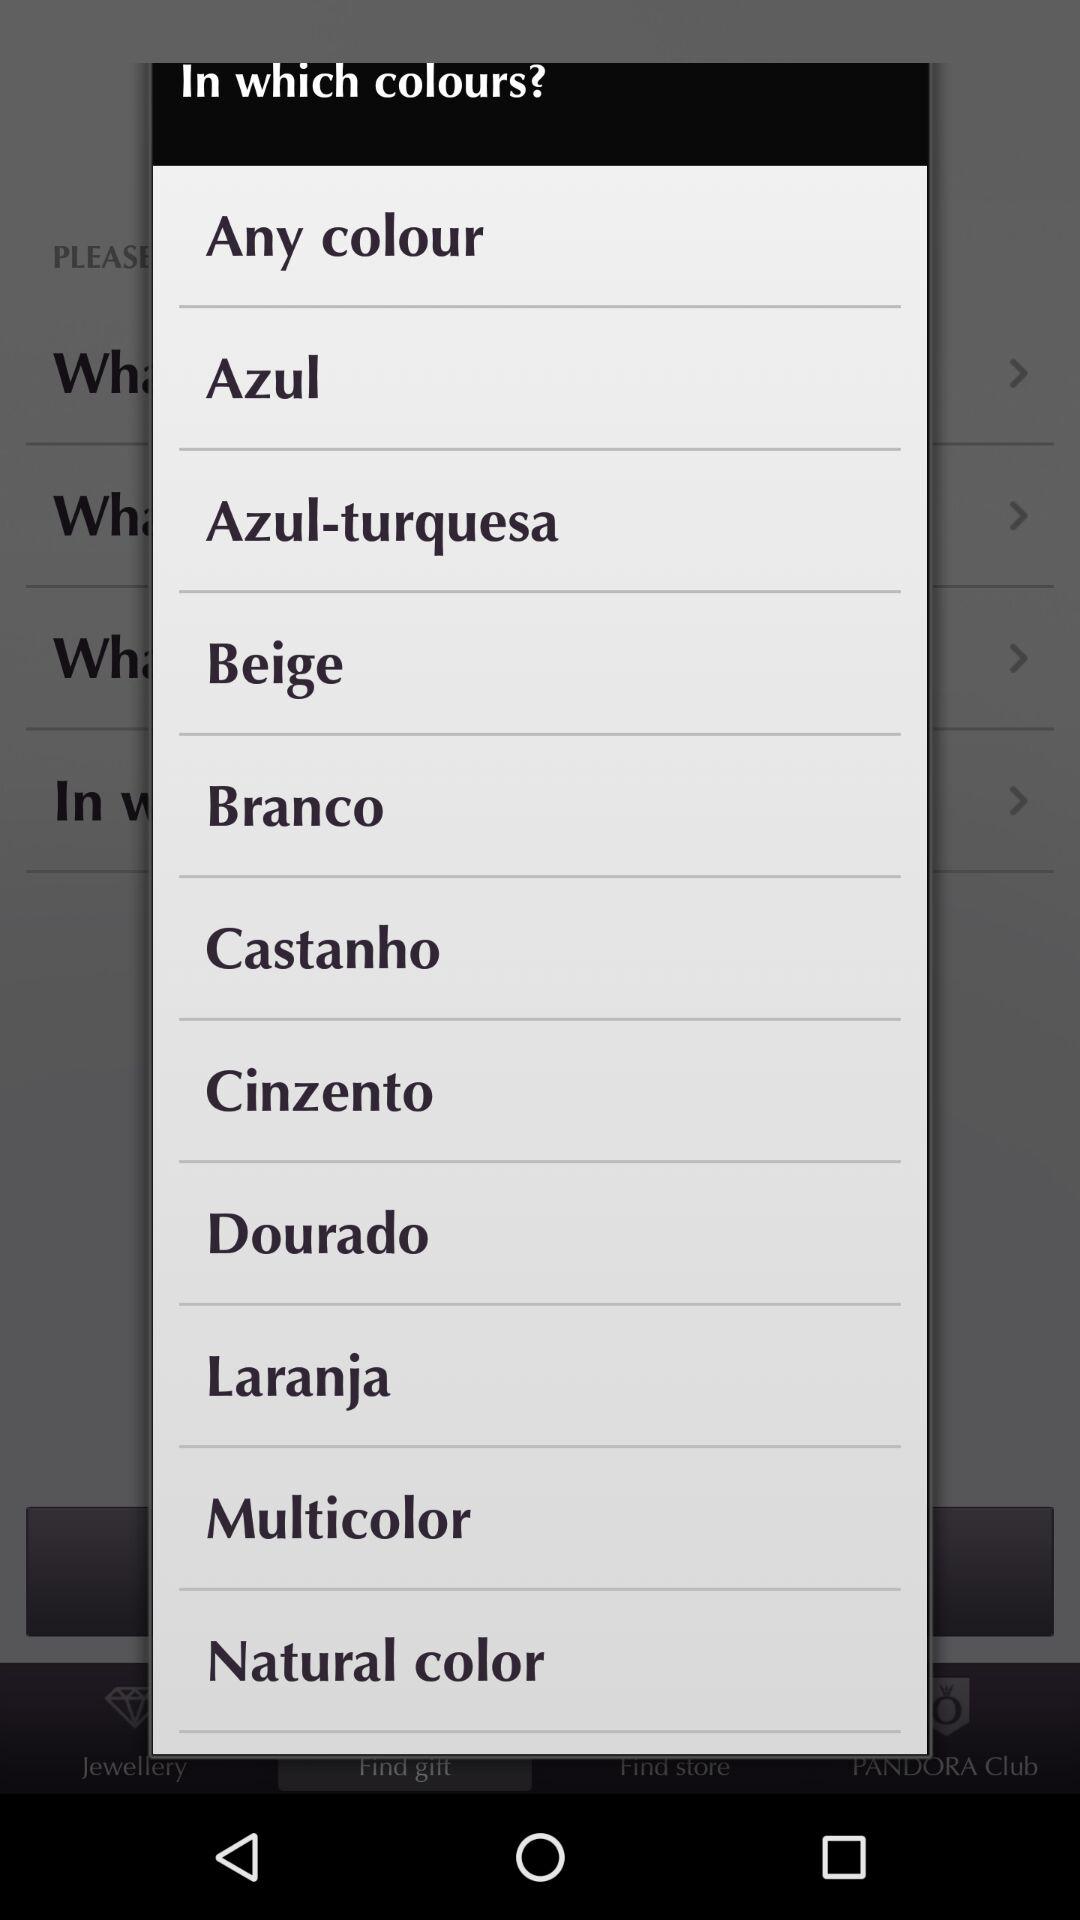 In which colours?
Any colour
PLEASE
Azul
Wha
Azul-turquesa
Wha
Beige
Wha
Branco
In w
Castanho
Cinzento
Dourado
Laranja
Multicolor
Natural color
Jewellery Find gift Find store PANDORA Club